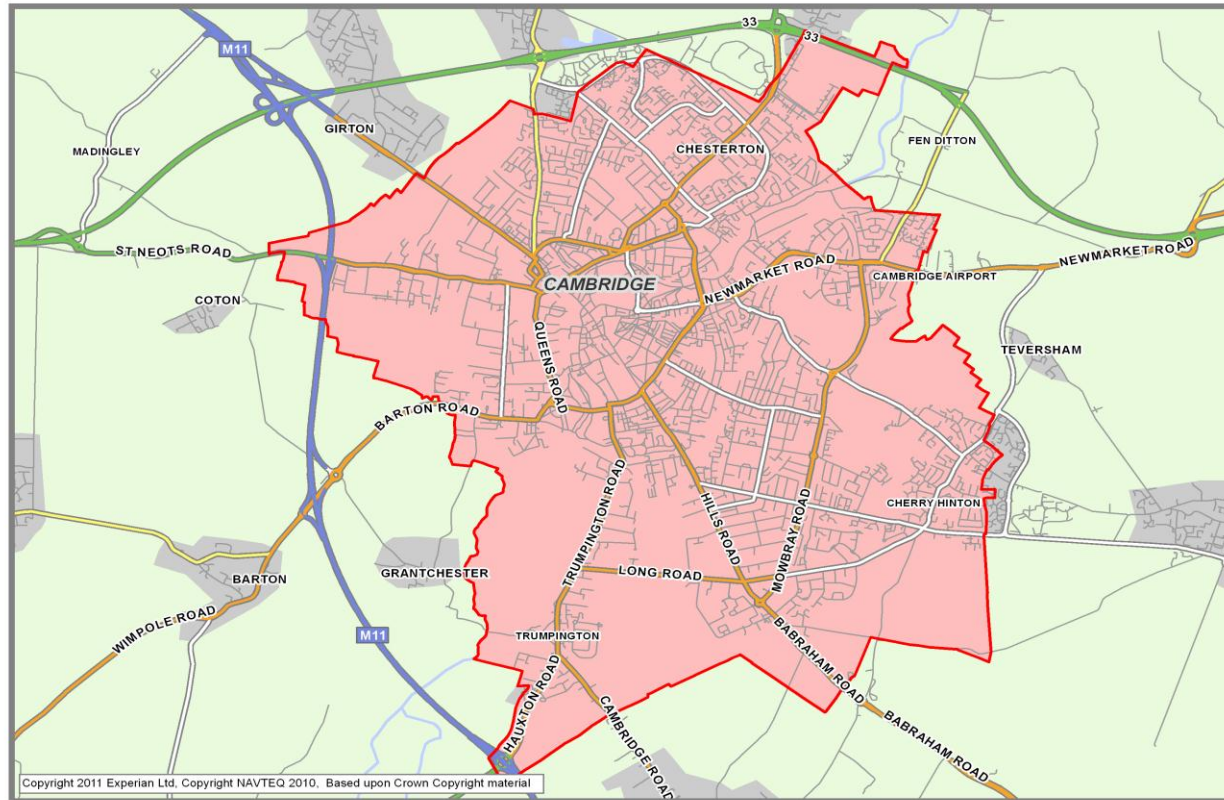 33
33
M11
GIRTON
MADINGLEY
CHESTERTON
FEN DITTON
ST NEOTS ROAD
NEWMARKET ROAD
CAMBRIDGE AIRPORT
NEWMARKET ROAD
CAMBRIDGE
COTON
QUEENS ROAD
TEVERSHAM
BARTON ROAD
TRUMPINGTON ROAD
HILLS ROAD
MOWBRAY ROAD
CHERRY HINTON
GRANTCHESTER
LONG ROAD
BARTON
WIMPOLE ROAD
M11
TRUMPINGTON
HAUXTON ROAD
CAMBRIDGE ROAD
BABRAHAM ROAD
BABRAHAM ROAD
Copyright 2011 Experian Ltd, Copyright NAVTEQ 2010, Based upon Crown Copyright material